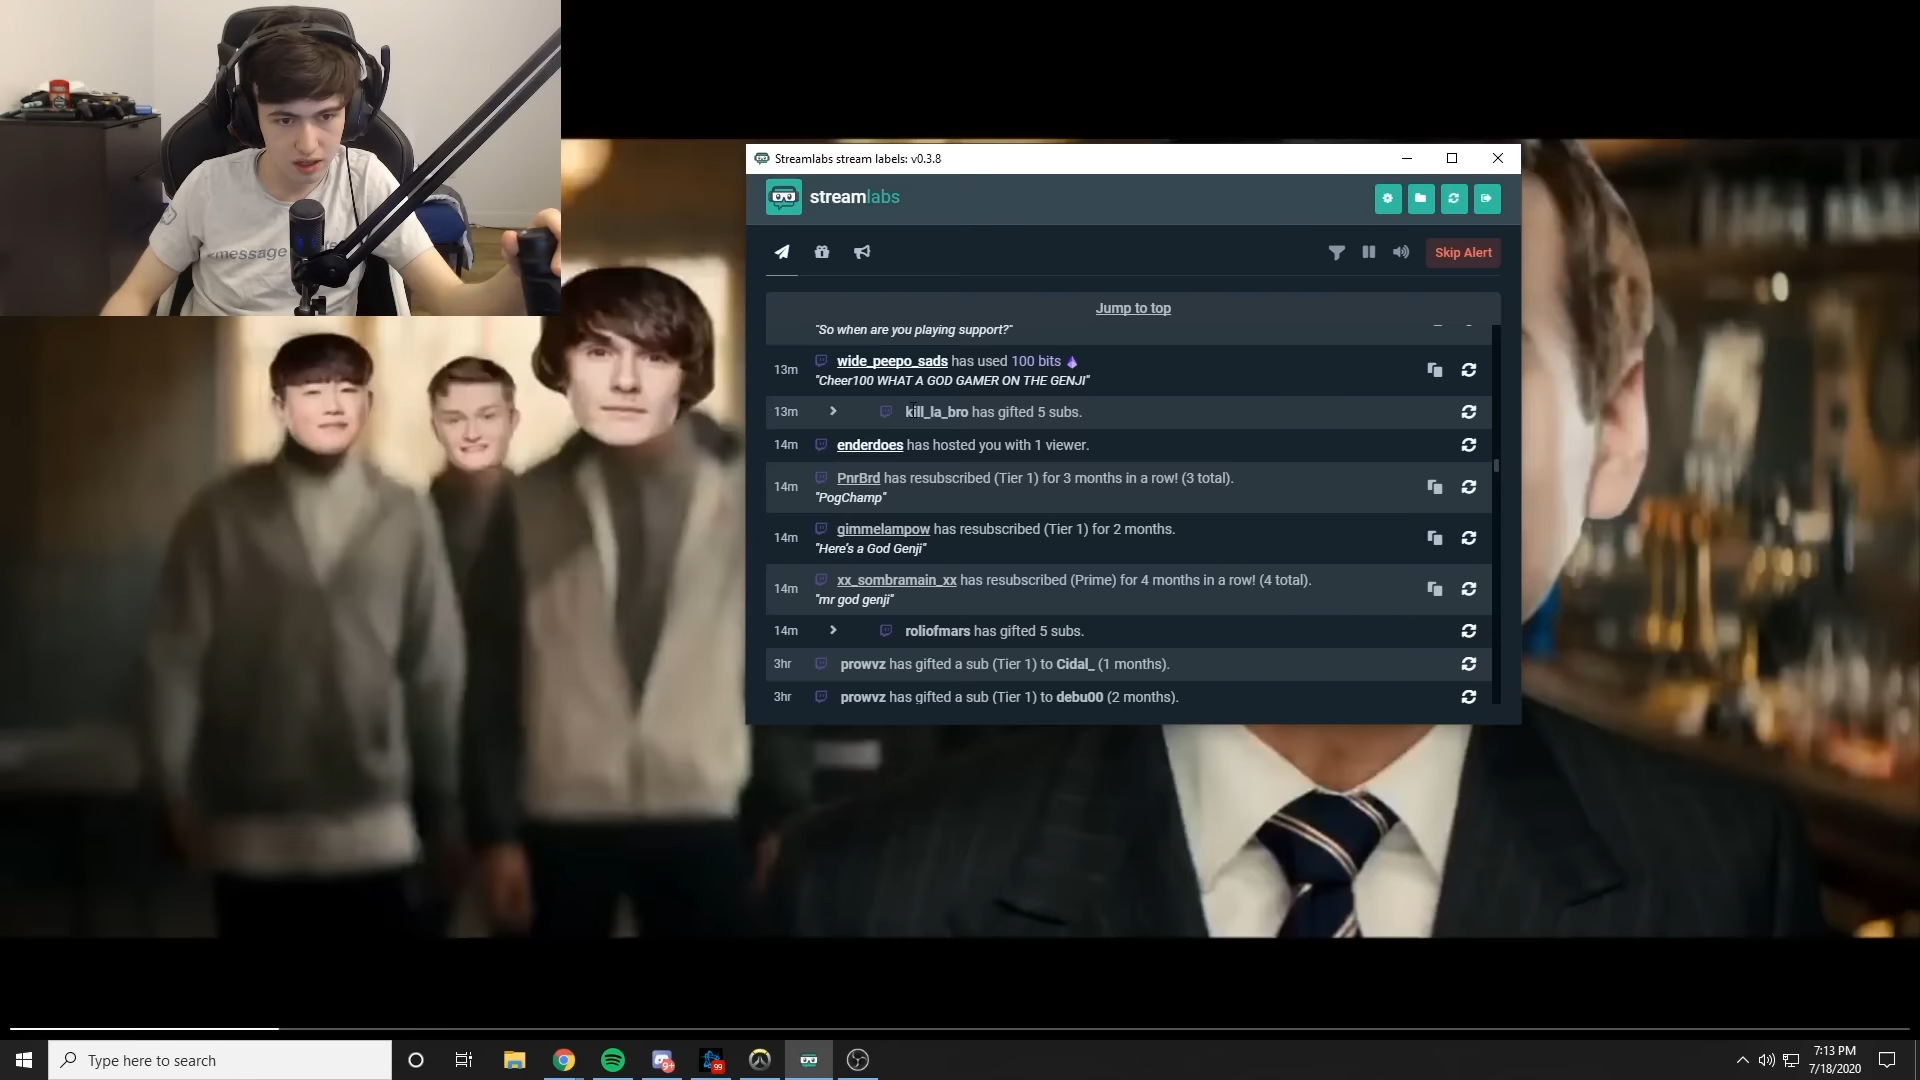 <message
Streamlabs stream labels: v0.3.8
streamlabs
Skip Alert
Jump to top
"So when are you playing support?"
13m
wide_peepo_sads has used 100 bits
"Cheer100 WHAT A GOD GAMER ON THE GENJI"
13m
kill_la_bro has gifted 5 subs.
14m
enderdoes has hosted you with 1 viewer.
14m
PnrBrd has resubscribed (Tier 1) for 3 months in a row! (3 total).
"PogChamp"
14m
gimmelampow has resubscribed (Tier 1) for 2 months.
"Here's a God Genji"
14m
xx_sombramain_xx has resubscribed (Prime) for 4 months in a row! (4 total).
"mr god genji"
14m
roliofmars has gifted 5 subs.
3hr
prowvz has gifted a sub (Tier 1) to Cidal_ (1 months).
3hr
prowvz has gifted a sub (Tier 1) to debu00 (2 months).
Type here to search
9+
99
7:13 PM
7/18/2020